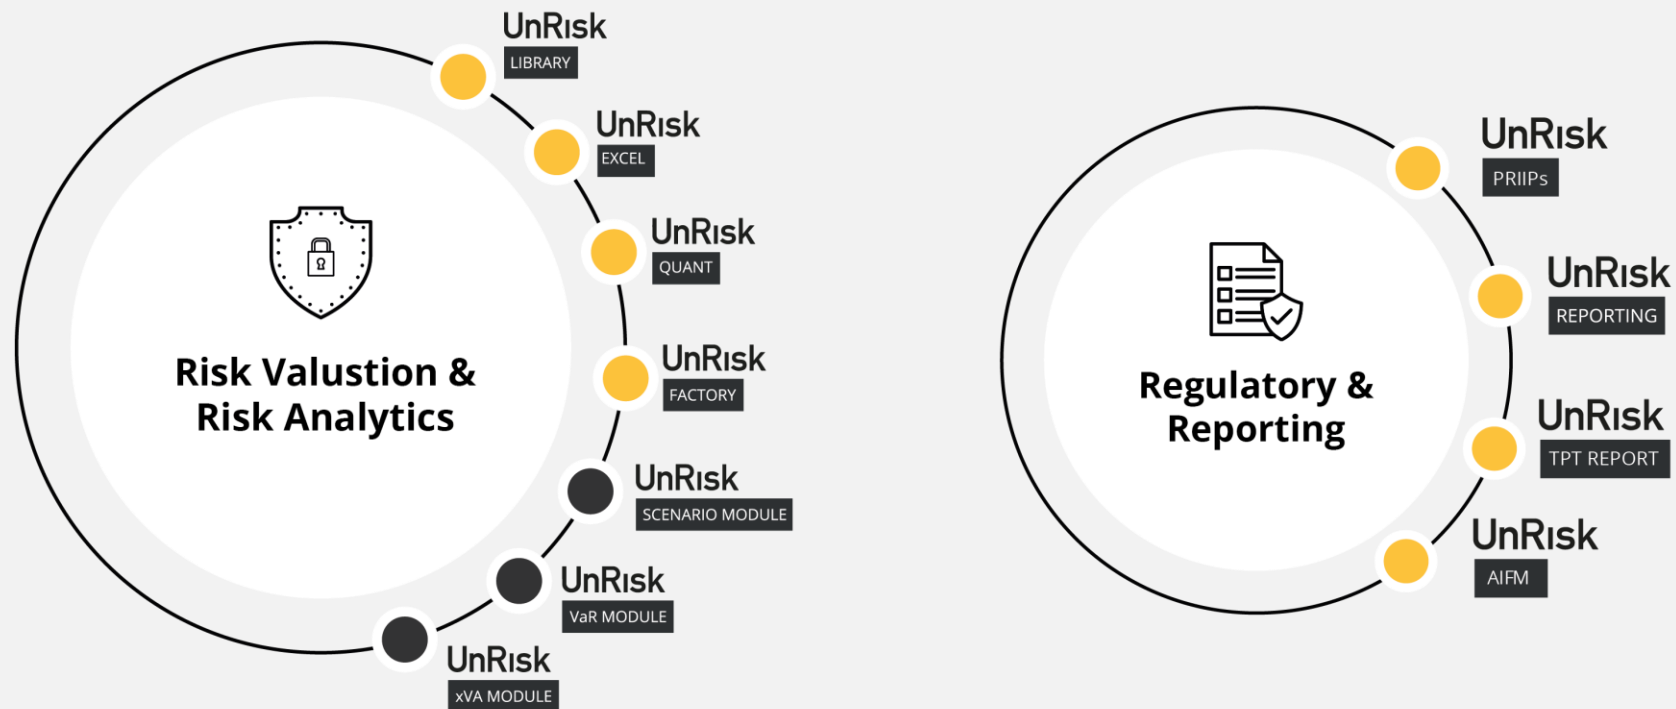 UnRisk
LIBRARY
UnRisk
EXCEL
UnRisk
QUANT
UnRisk
FACTORY
UnRisk
SCENARIO MODULE
UnRisk
VaR MODULE
UnRisk
xVA MODULE
Risk Valustion &
Risk Analytics
UnRisk
PRIIPs
UnRisk
REPORTING
UnRisk
TPT REPORT
UnRisk
AIFM
Regulatory &
Reporting